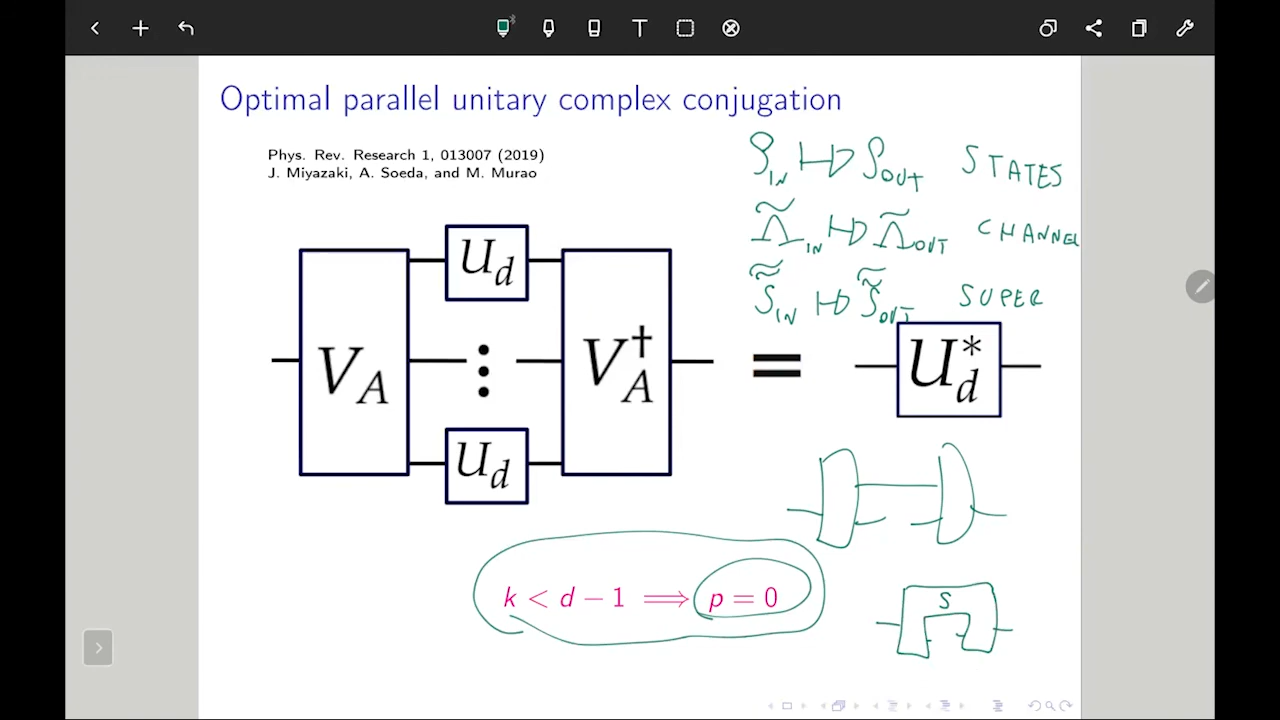 Optimal parallel unitary complex conjugation
Phys. Rev. Research 1, 013007 (2019)
J. Miyazaki, A. Soeda, and M. Murao
ρ_IN ↦ ρ_OUT STATES
Λ̃_IN ↦ Λ̃_OUT CHANNEL
S̃̃_IN ↦ S̃̃_OUT SUPER
V_A U_d ⋮ U_d V_A^† = U_d^*
k < d − 1 ⟹ p = 0
S